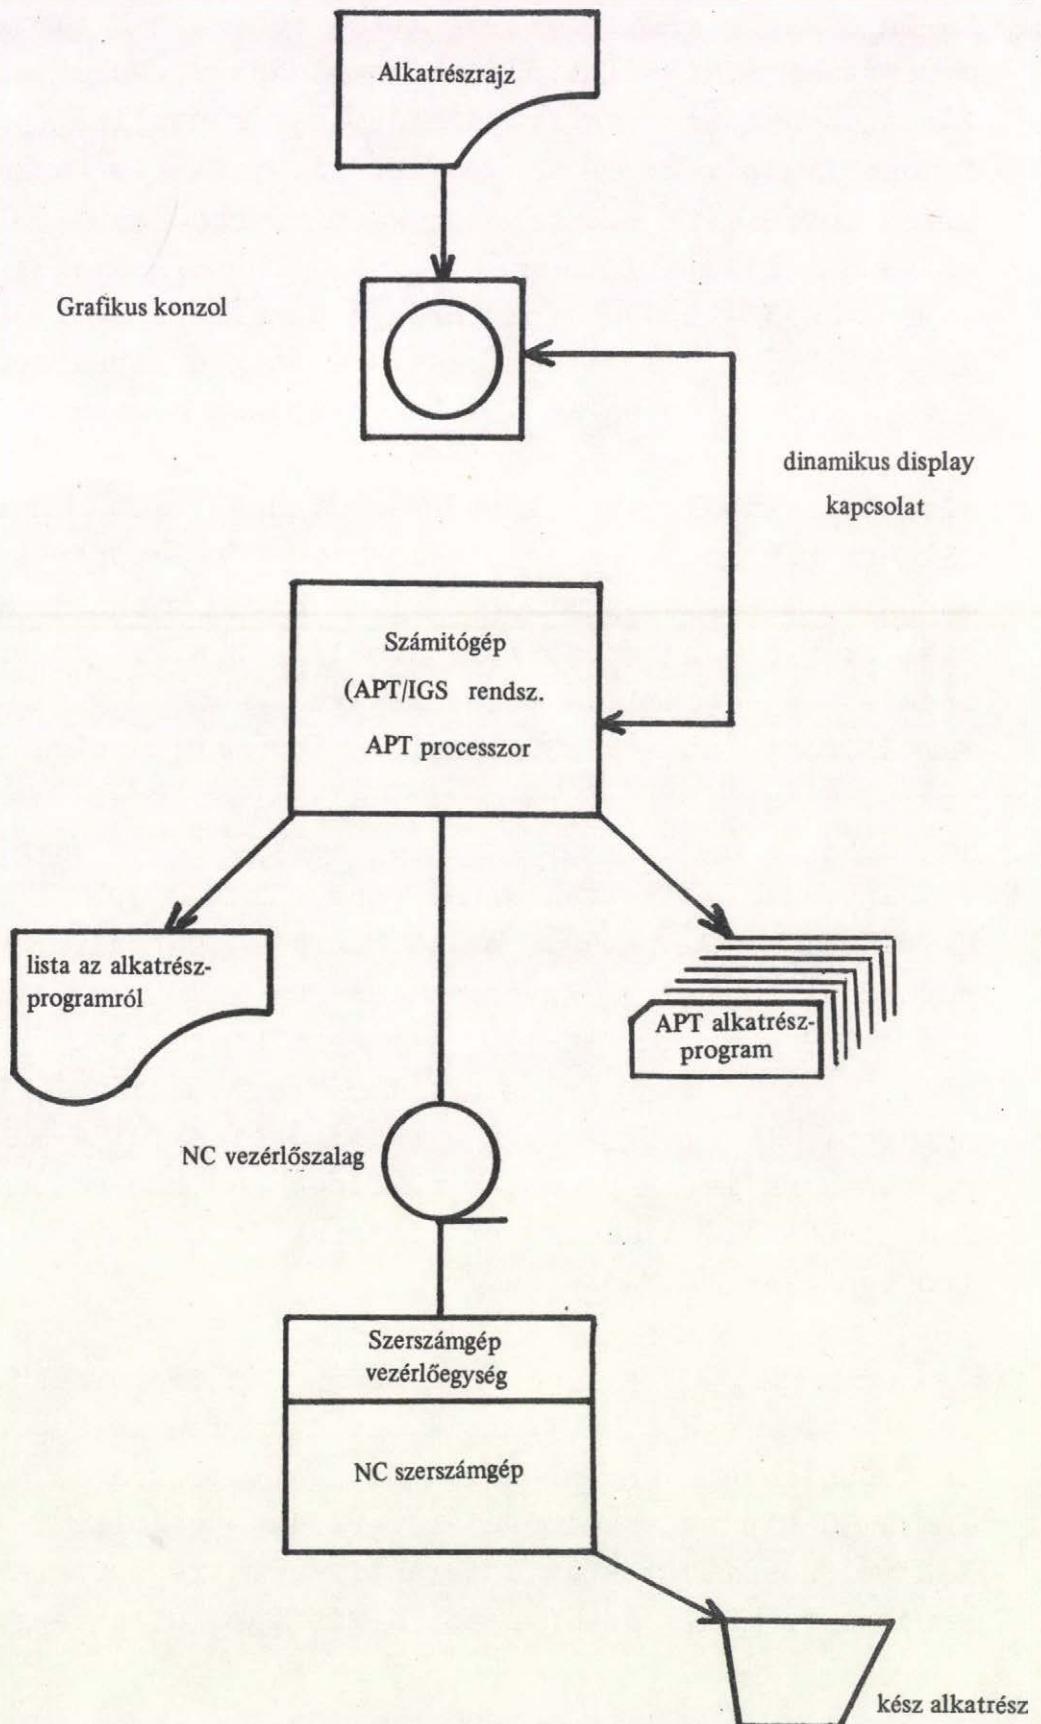 Alkatrészrajz
Grafikus konzol
dinamikus display
kapcsolat
Számitógép
(APT/IGS rendsz.
APT processzor
lista az alkatrész-
programról
APT alkatrész-
program
NC vezérlőszalag
Szerszámgép
vezérlőegység
NC szerszámgép
kész alkatrész